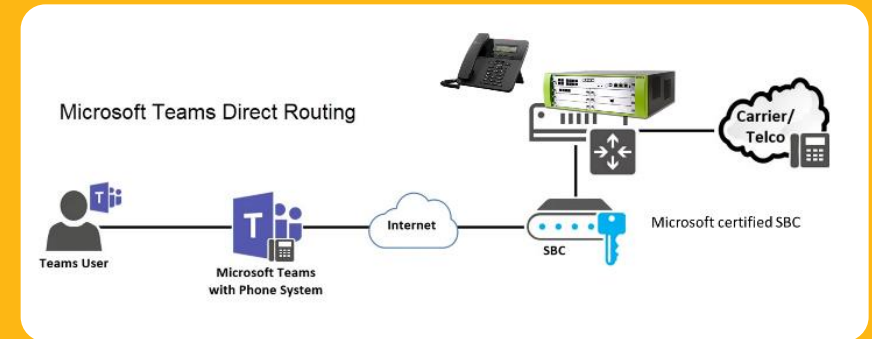 Microsoft Teams Direct Routing
Carrier/
Telco
T
T
Internet
Microsoft certified SBC
SBC
Teams User
Microsoft Teams
with Phone System